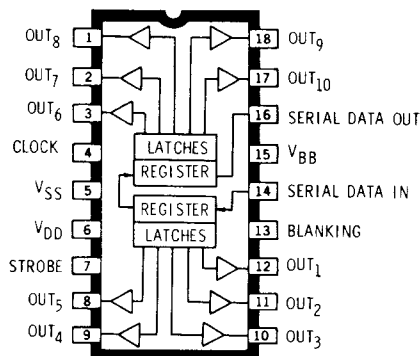 OUT8 1
OUT7 2
OUT6 3
CLOCK 4
VSS 5
VDD 6
STROBE 7
OUT5 8
OUT4 9
LATCHES
REGISTER
REGISTER
LATCHES
18 OUT9
17 OUT10
16 SERIAL DATA OUT
15 VBB
14 SERIAL DATA IN
13 BLANKING
12 OUT1
11 OUT2
10 OUT3